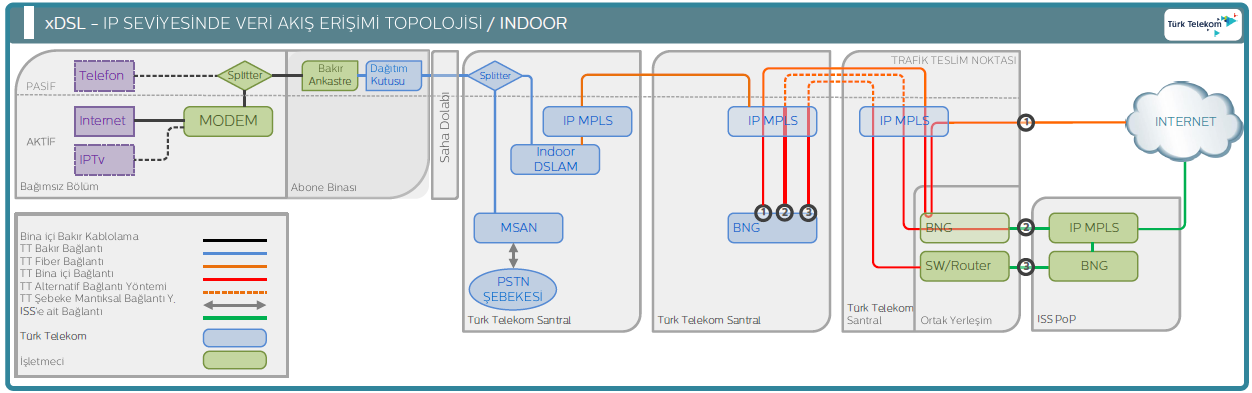 xDSL – IP SEVİYESİNDE VERİ AKIŞ ERİŞİMİ TOPOLOJİSİ / INDOOR
Türk Telekom
PASİF
AKTİF
Telefon
Internet
IPTv
Splitter
MODEM
Bağımsız Bölüm
Bakır
Ankastre
Dağıtım
Kutusu
Abone Binası
Saha Dolabı
Splitter
IP MPLS
Indoor
DSLAM
MSAN
PSTN
ŞEBEKESİ
Türk Telekom Santral
IP MPLS
1
2
3
BNG
Türk Telekom Santral
TRAFİK TESLİM NOKTASI
IP MPLS
BNG
SW/Router
Türk Telekom
Santral
Ortak Yerleşim
1
2
3
IP MPLS
BNG
ISS PoP
INTERNET
Bina içi Bakır Kablolama
TT Bakır Bağlantı
TT Fiber Bağlantı
TT Bina içi Bağlantı
TT Alternatif Bağlantı Yöntemi
TT Şebeke Mantıksal Bağlantı Y.
ISS'e ait Bağlantı
Türk Telekom
İşletmeci